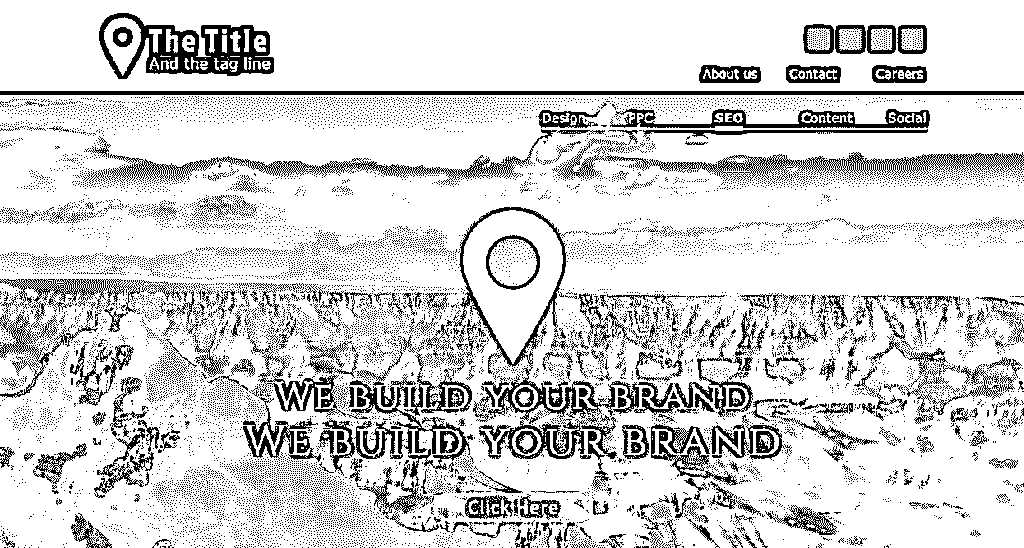 The Title
And the tag line
About us Contact Careers
Design PPC SEO Content Social
WE BUILD YOUR BRAND
WE BUILD YOUR BRAND
Click Here